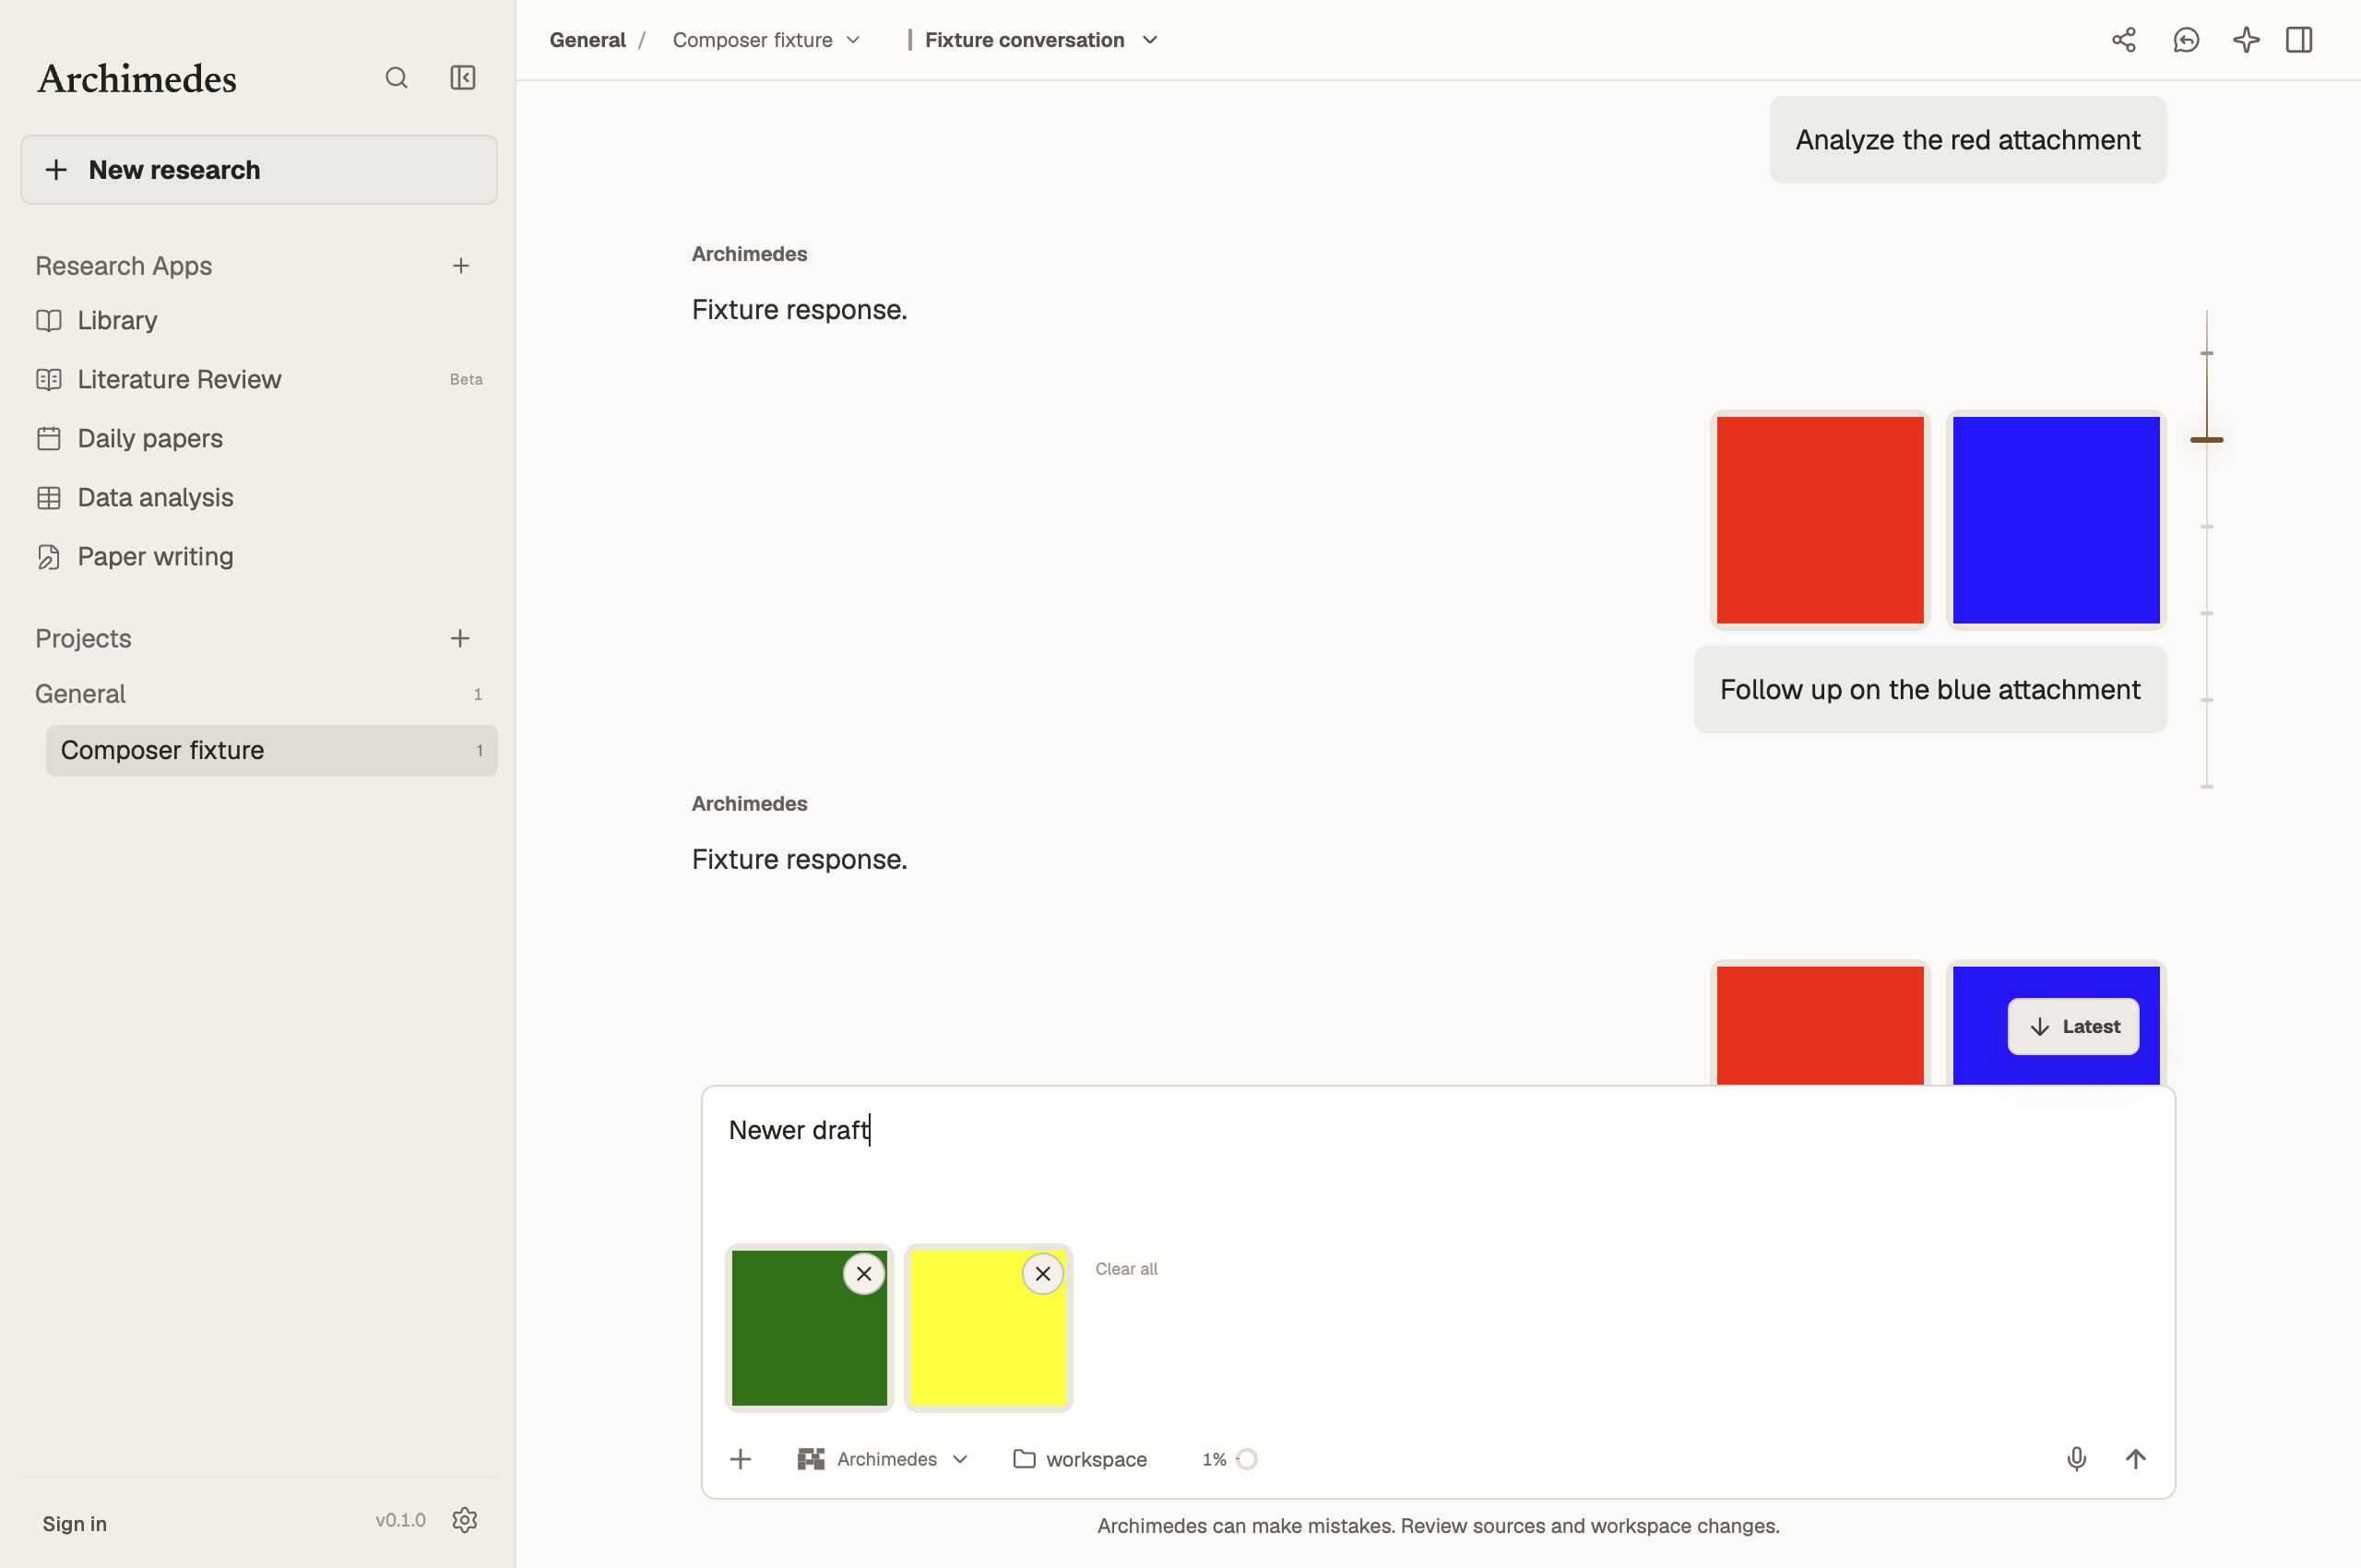 Archimedes
New research
Research Apps
Library
Literature Review Beta
Daily papers
Data analysis
Paper writing
Projects
General 1
Composer fixture 1
Sign in v0.1.0
General / Composer fixture
Fixture conversation
Analyze the red attachment
Archimedes
Fixture response.
Follow up on the blue attachment
Archimedes
Fixture response.
Latest
Newer draft
Clear all
Archimedes workspace 1%
Archimedes can make mistakes. Review sources and workspace changes.